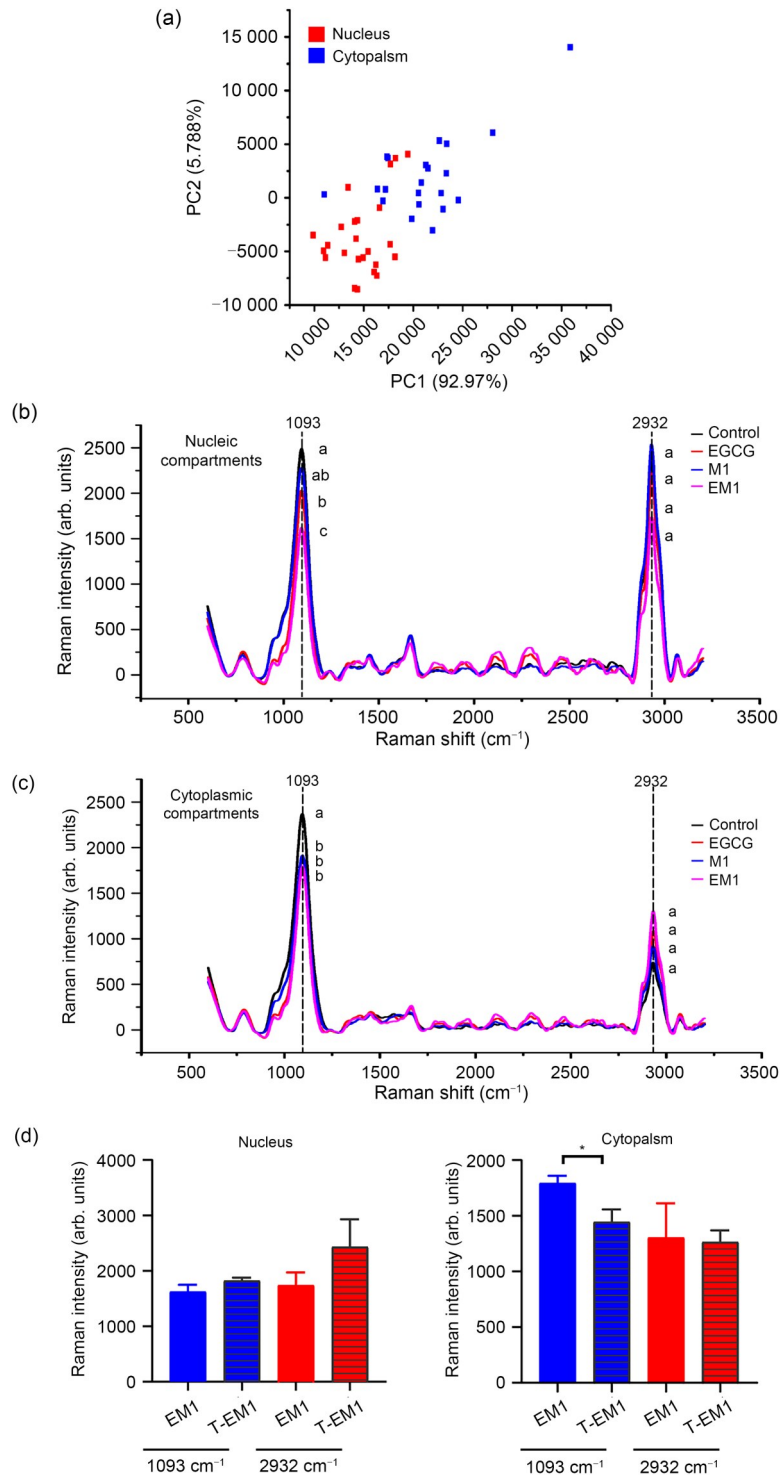 (a)
Nucleus
Cytopalsm
PC2 (5.788%)
15 000
10 000
5000
0
−5000
−10 000
10 000
15 000
20 000
25 000
30 000
35 000
40 000
PC1 (92.97%)
(b)
Nucleic
compartments
1093
2932
a
ab
b
c
a
a
a
a
Control
EGCG
M1
EM1
Raman intensity (arb. units)
2500
2000
1500
1000
500
0
500
1000
1500
2000
2500
3000
3500
Raman shift (cm−1)
(c)
Cytoplasmic
compartments
1093
2932
a
b
b
b
a
a
a
a
Control
EGCG
M1
EM1
Raman intensity (arb. units)
2500
2000
1500
1000
500
0
500
1000
1500
2000
2500
3000
3500
Raman shift (cm−1)
(d)
Nucleus
Raman intensity (arb. units)
4000
3000
2000
1000
0
EM1
T-EM1
EM1
T-EM1
1093 cm−1
2932 cm−1
Cytopalsm
*
Raman intensity (arb. units)
2000
1500
1000
500
0
EM1
T-EM1
EM1
T-EM1
1093 cm−1
2932 cm−1